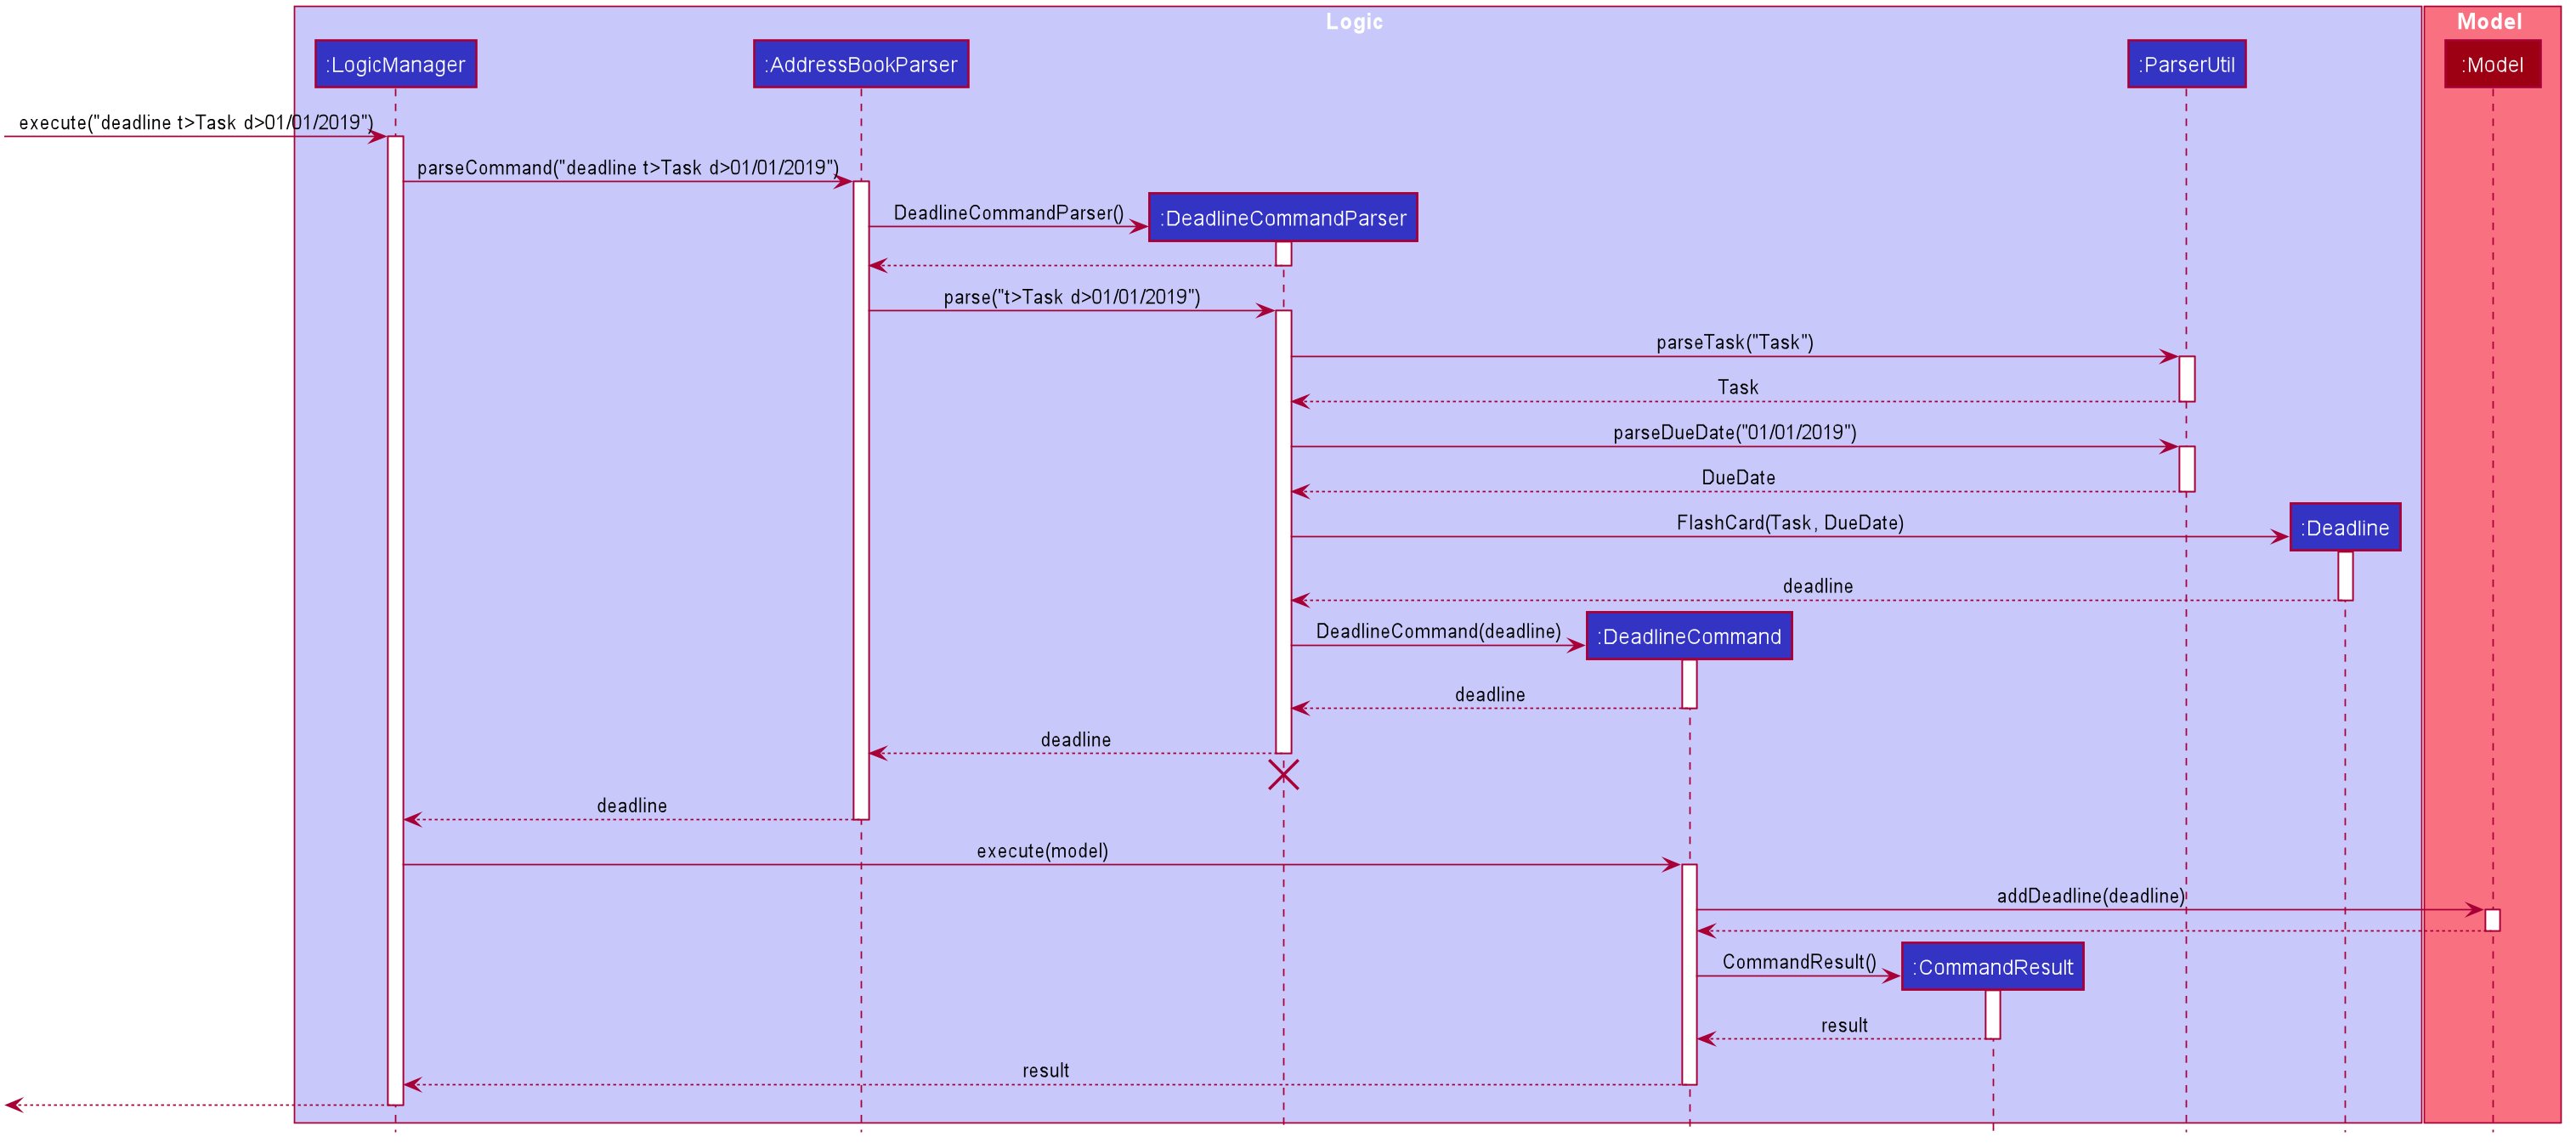 Logic
Model
:LogicManager
:AddressBookParser
:ParserUtil
:Model
execute("deadline t>Task d>01/01/2019")
parseCommand("deadline t>Task d>01/01/2019")
DeadlineCommandParser()
:DeadlineCommandParser
parse("t>Task d>01/01/2019")
parseTask("Task")
Task
parseDueDate("01/01/2019")
DueDate
FlashCard(Task, DueDate)
:Deadline
deadline
DeadlineCommand(deadline)
:DeadlineCommand
deadline
deadline
deadline
execute(model)
addDeadline(deadline)
CommandResult()
:CommandResult
result
result